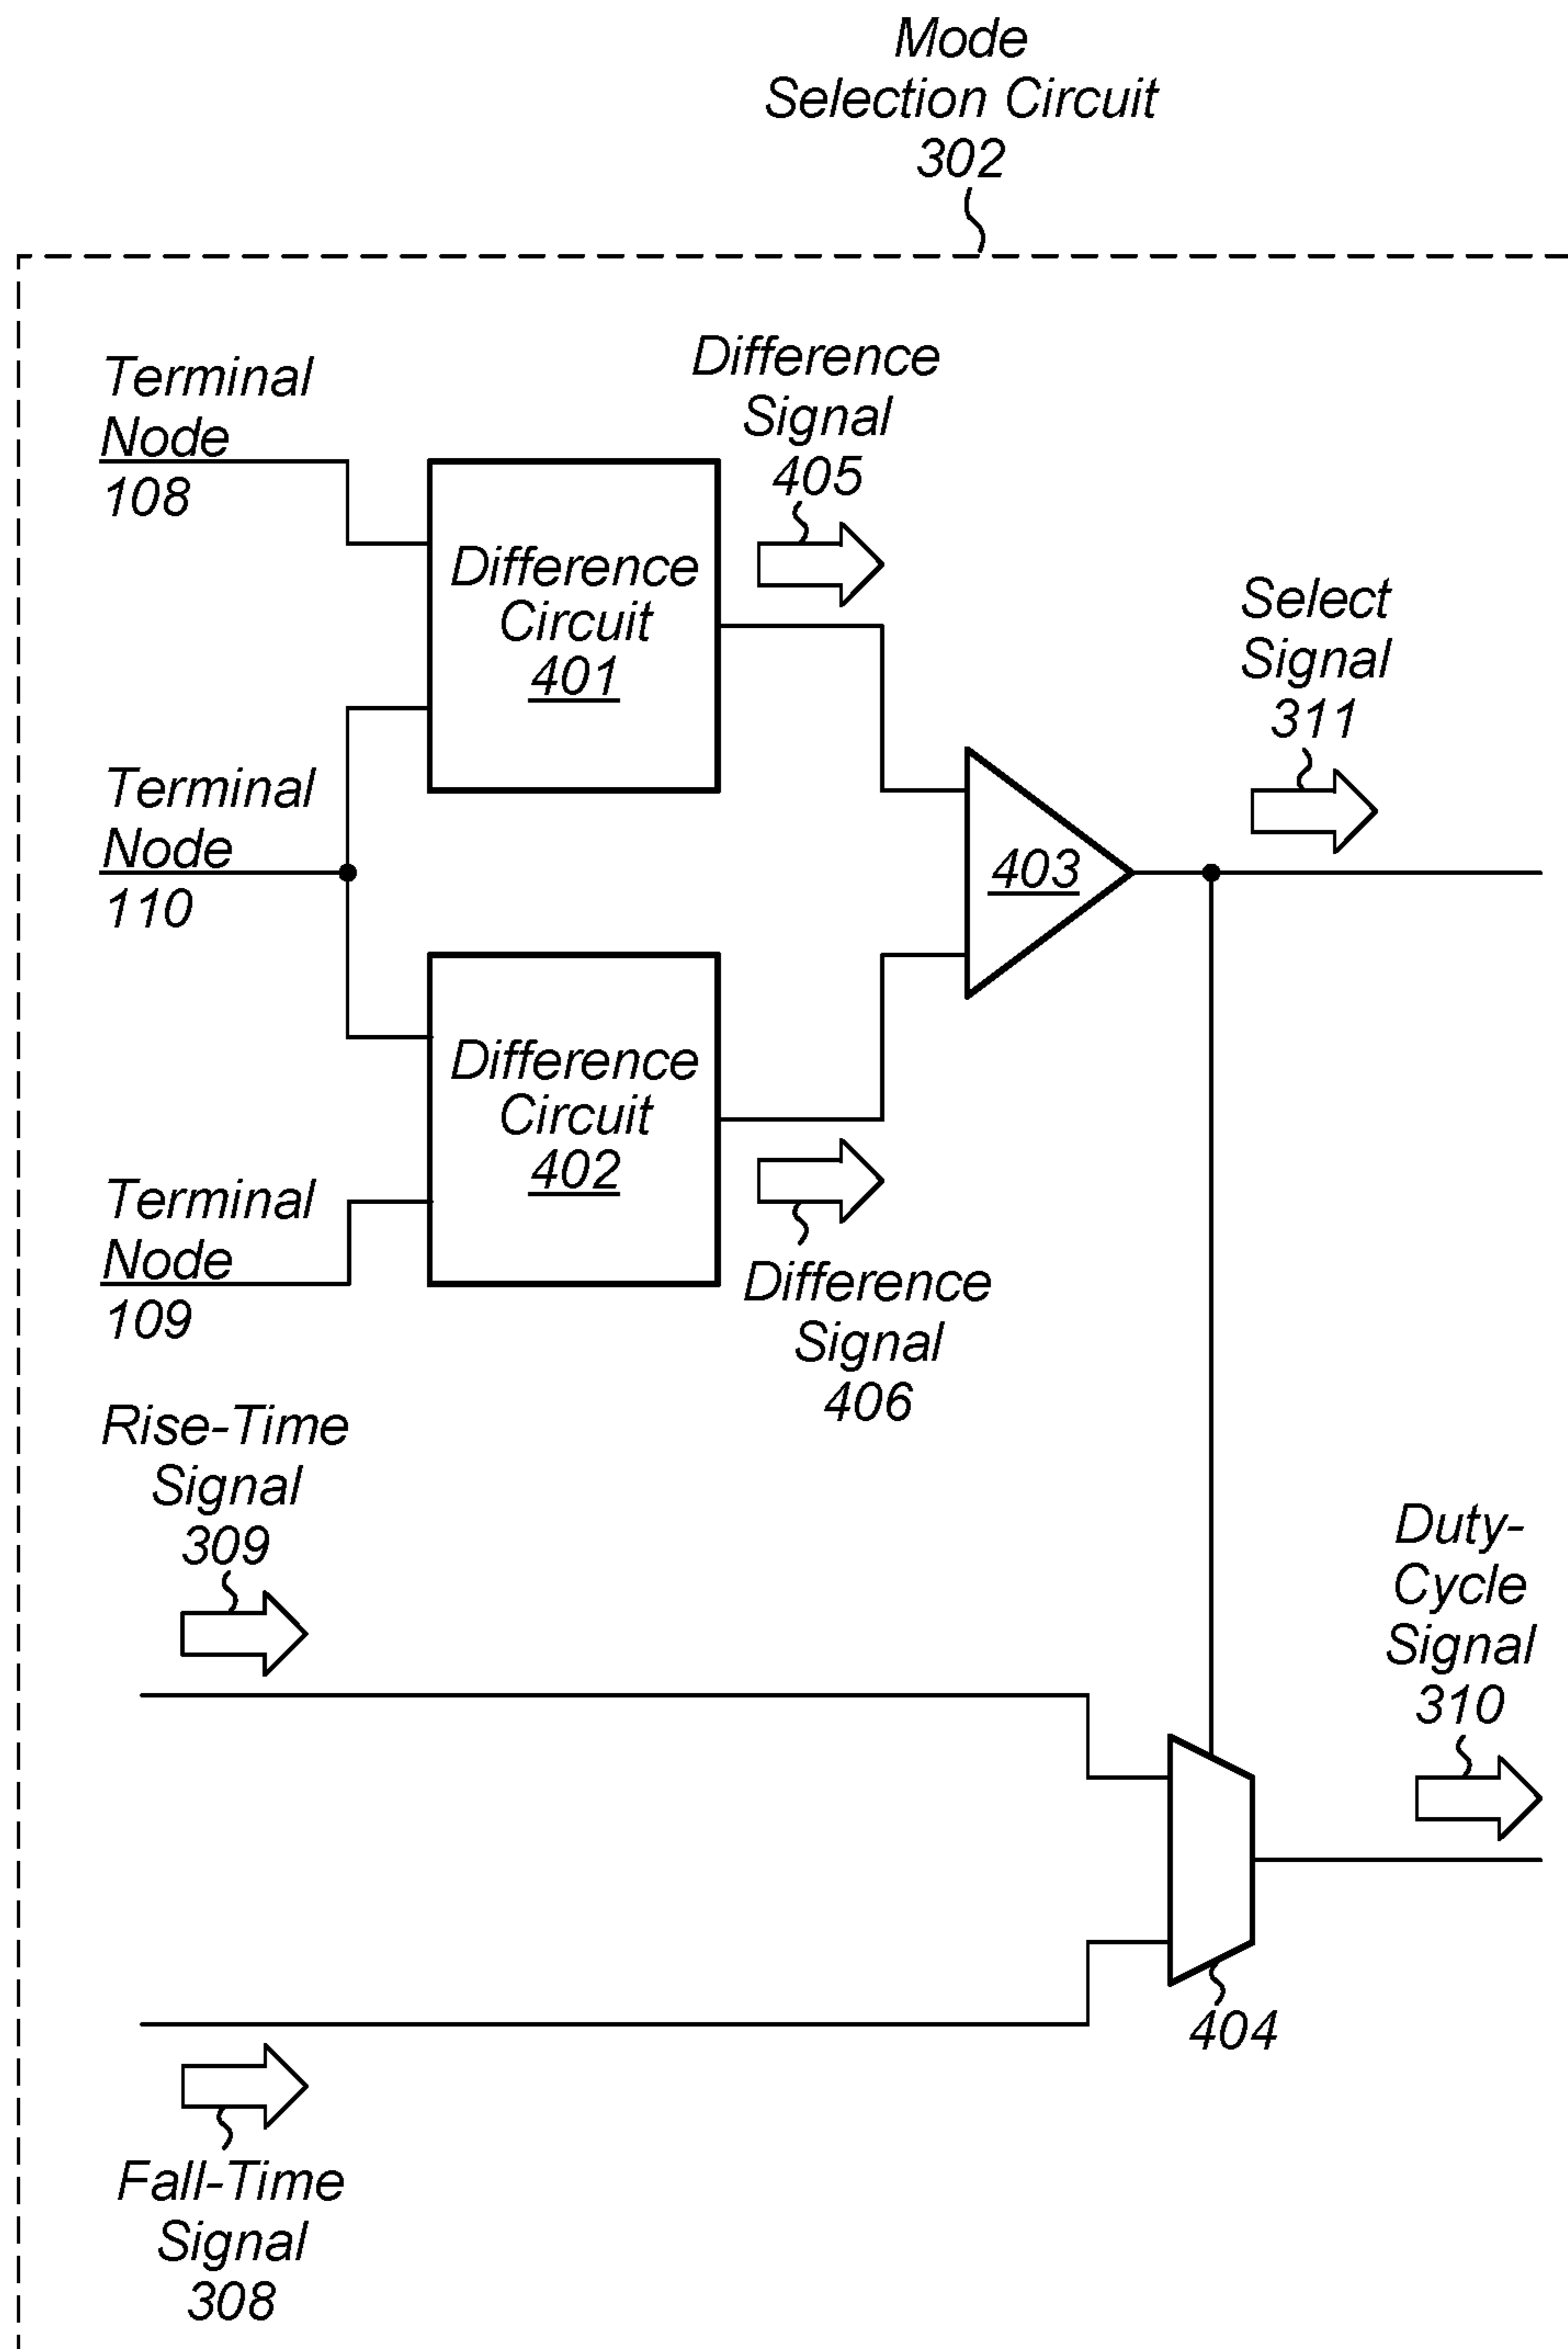 Mode
Selection Circuit
302
Terminal
Node
108
Difference
Signal
405
Difference
Circuit
401
Select
Signal
311
Terminal
Node
110
403
Difference
Circuit
402
Terminal
Node
109
Difference
Signal
406
Rise-Time
Signal
309
Duty-
Cycle
Signal
310
404
Fall-Time
Signal
308